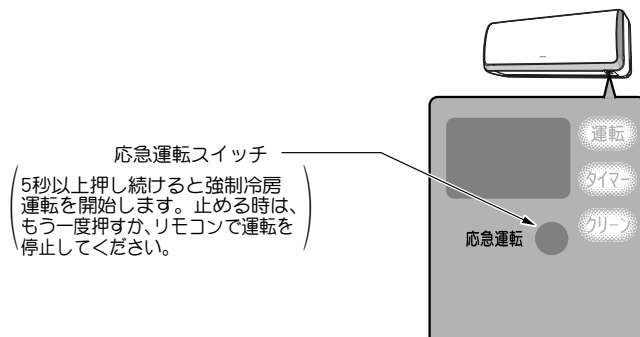 応急運転スイッチ
5秒以上押し続けると強制冷房
運転を開始します。止める時は、
もう一度押すか、リモコンで運転を
停止してください。
運転
タイマー
クリーン
応急運転